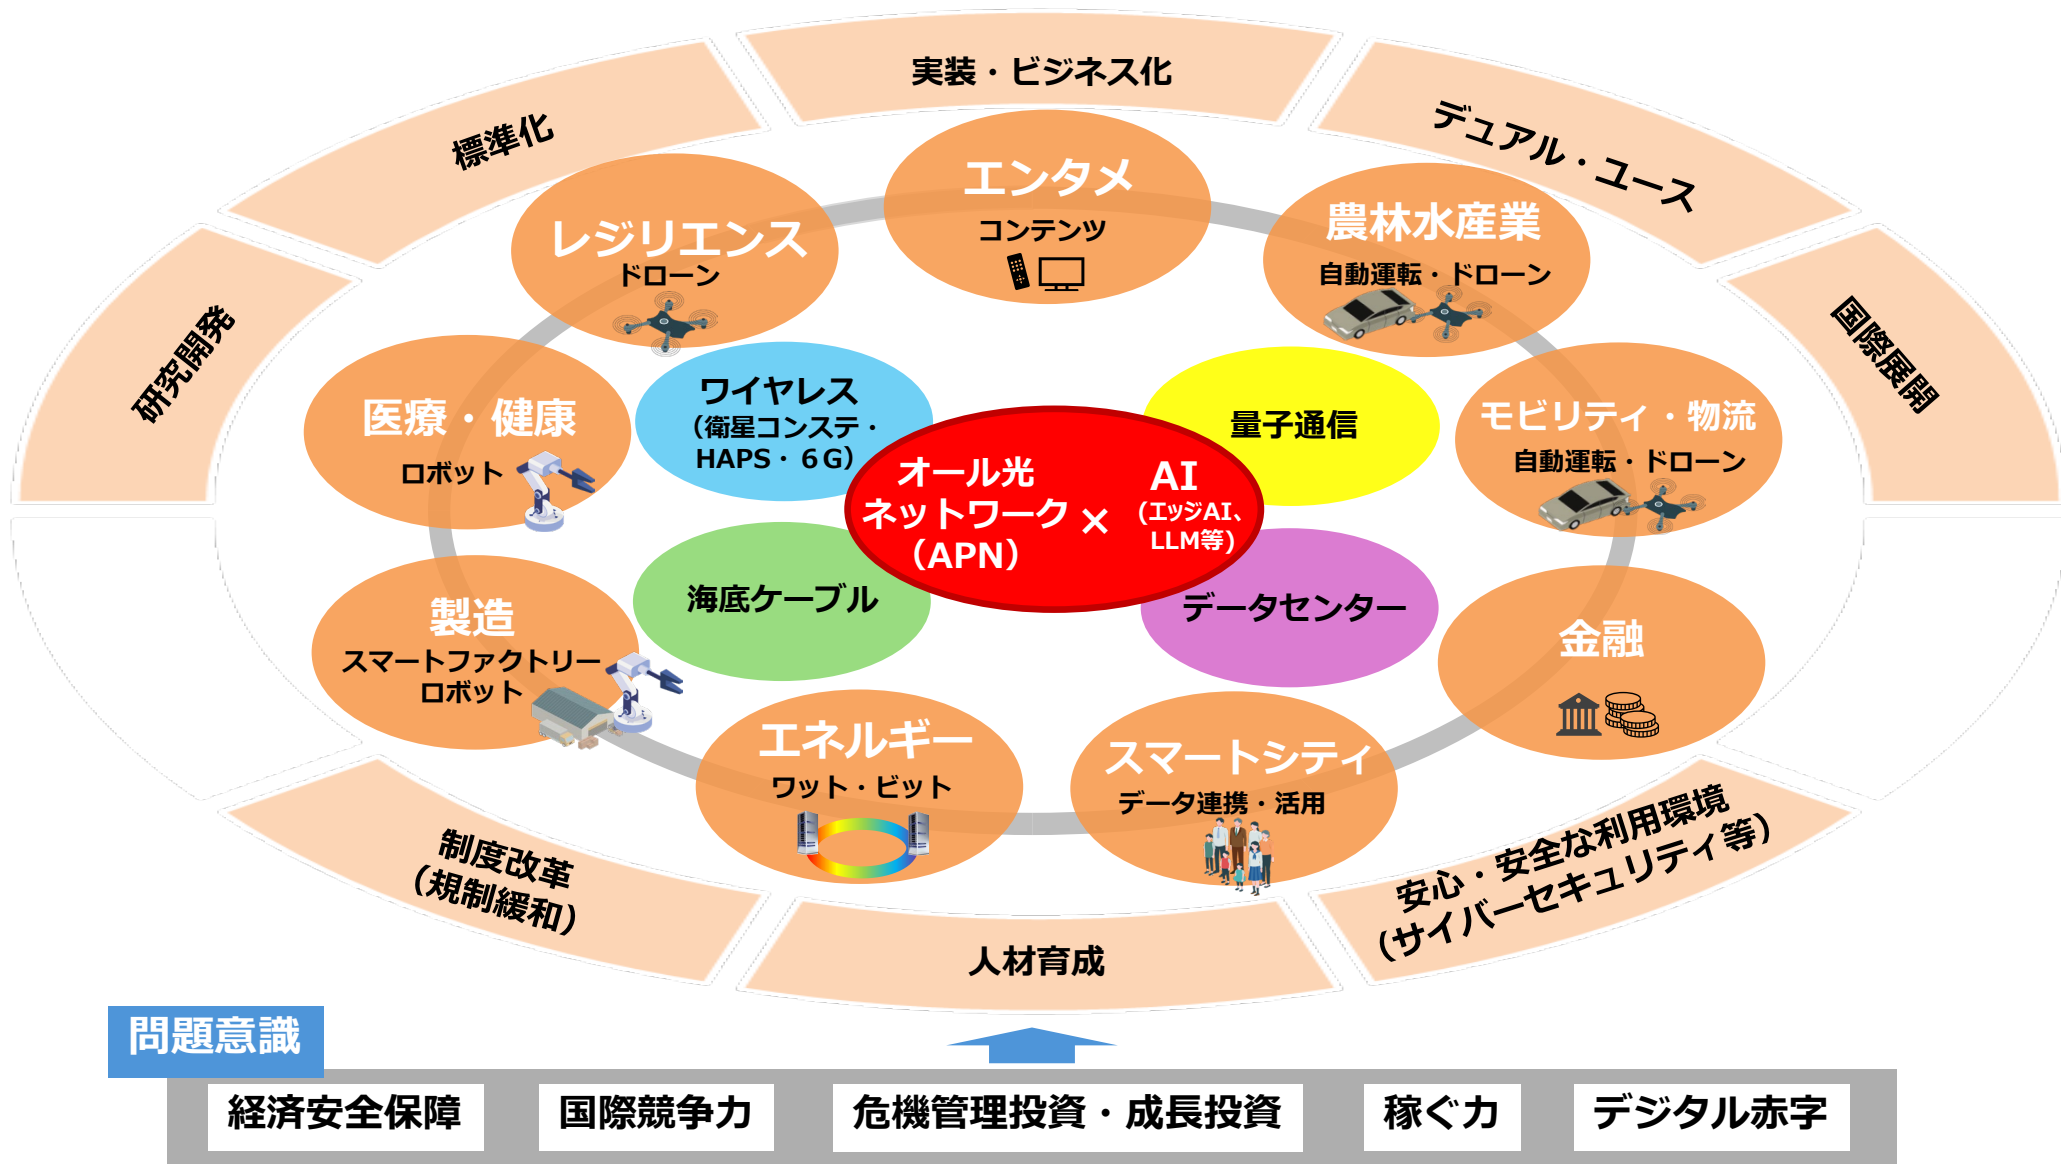 実装・ビジネス化
標準化
デュアル・ユース
研究開発
国際展開
エンタメ
コンテンツ
レジリエンス
ドローン
農林水産業
自動運転・ドローン
医療・健康
ロボット
ワイヤレス
（衛星コンステ・
HAPS・６G）
量子通信
モビリティ・物流
自動運転・ドローン
オール光
ネットワーク
（APN）
×
AI
(エッジAI、
LLM等)
海底ケーブル
データセンター
製造
スマートファクトリー
ロボット
金融
エネルギー
ワット・ビット
スマートシティ
データ連携・活用
制度改革
（規制緩和）
人材育成
安心・安全な利用環境
（サイバーセキュリティ等）
問題意識
経済安全保障
国際競争力
危機管理投資・成長投資
稼ぐ力
デジタル赤字